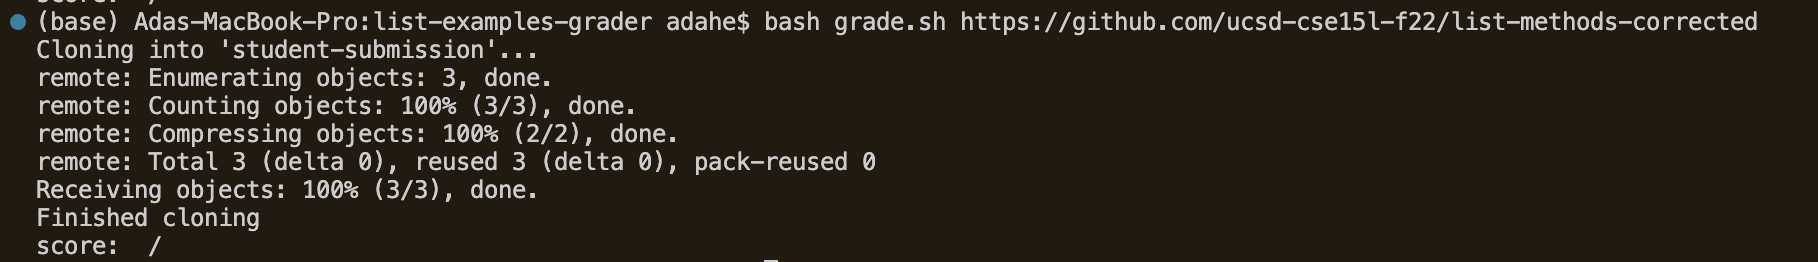 (base) Adas-MacBook-Pro:list-examples-grader adahe$ bash grade.sh https://github.com/ucsd-cse15l-f22/list-methods-corrected
Cloning into 'student-submission'...
remote: Enumerating objects: 3, done.
remote: Counting objects: 100% (3/3), done.
remote: Compressing objects: 100% (2/2), done.
remote: Total 3 (delta 0), reused 3 (delta 0), pack-reused 0
Receiving objects: 100% (3/3), done.
Finished cloning
score:  /